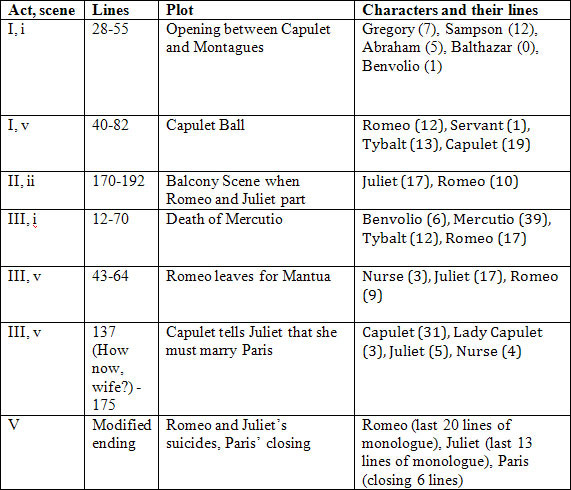 Act, scene Lines Plot Characters and their lines
I, i 28-55 Opening between Capulet Gregory (7), Sampson (12),
and Montagues Abraham (5), Balthazar (0),
Benvolio (1)
I, v 40-82 Capulet Ball Romeo (12), Servant (1),
Tybalt (13), Capulet (19)
II, ii 170-192 Balcony Scene when Juliet (17), Romeo (10)
Romeo and Juliet part
III, i 12-70 Death of Mercutio Benvolio (6), Mercutio (39),
Tybalt (12), Romeo (17)
III, v 43-64 Romeo leaves for Mantua Nurse (3), Juliet (17), Romeo
(9)
III, v 137 Capulet tells Juliet that she Capulet (31), Lady Capulet
(How must marry Paris (3), Juliet (5), Nurse (4)
now,
wife?) -
175
V Modified Romeo and Juliet's Romeo (last 20 lines of
ending suicides, Paris' closing monologue), Juliet (last 13
lines of monologue), Paris
(closing 6 lines)